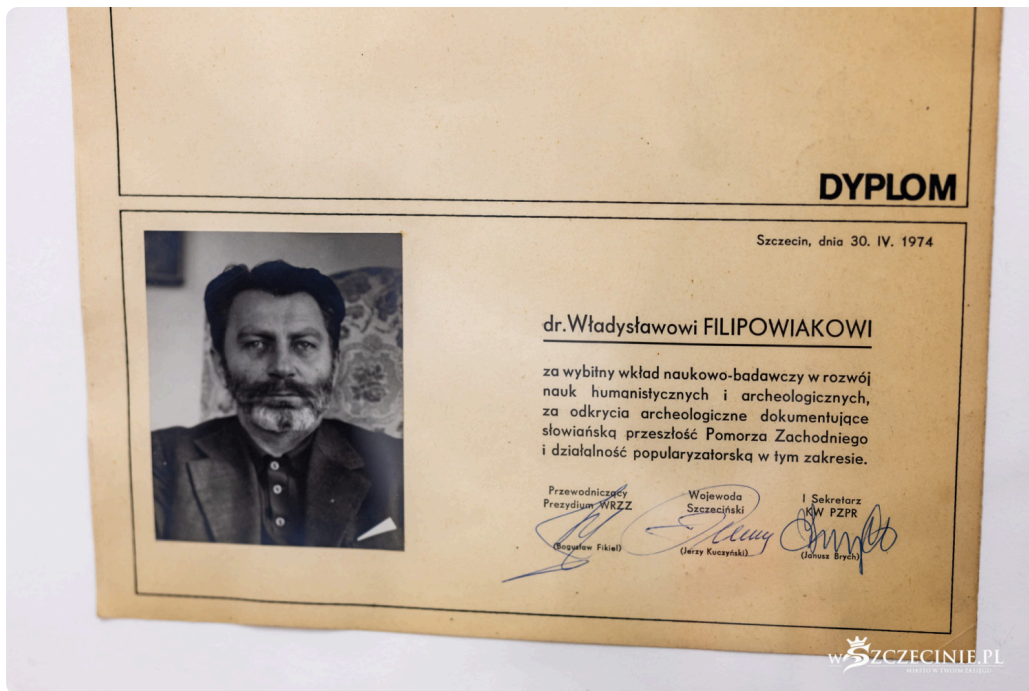 DYPLOM
Szczecin, dnia 30. IV. 1974
dr. Władysławowi FILIPOWIAKOWI
za wybitny wkład naukowo-badawczy w rozwój
nauk humanistycznych i archeologicznych,
za odkrycia archeologiczne dokumentujące
słowiańską przeszłość Pomorza Zachodniego
i działalność popularyzatorską w tym zakresie.
Przewodniczący
Prezydium WRZZ
(Bogusław Fikiel)
Wojewoda
Szczeciński
(Jerzy Kuczyński)
I Sekretarz
KW PZPR
(Janusz Brych)
wSZCZECINIE.PL